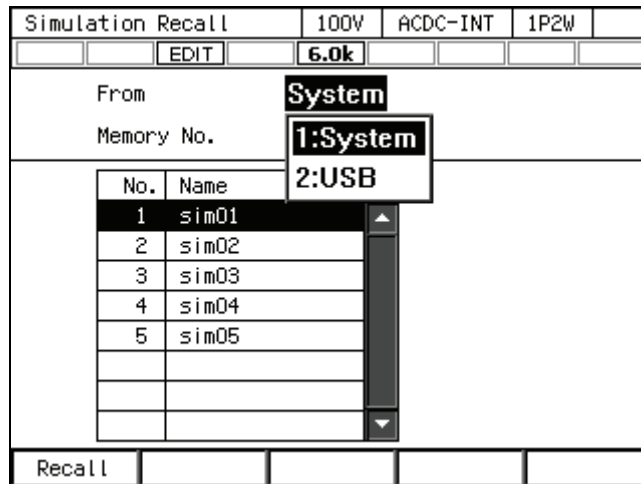 Simulation Recall 100V ACDC-INT 1P2W
EDIT 6.0k
From System
Memory No. 1:System
2:USB
No. Name
1 sim01
2 sim02
3 sim03
4 sim04
5 sim05
Recall